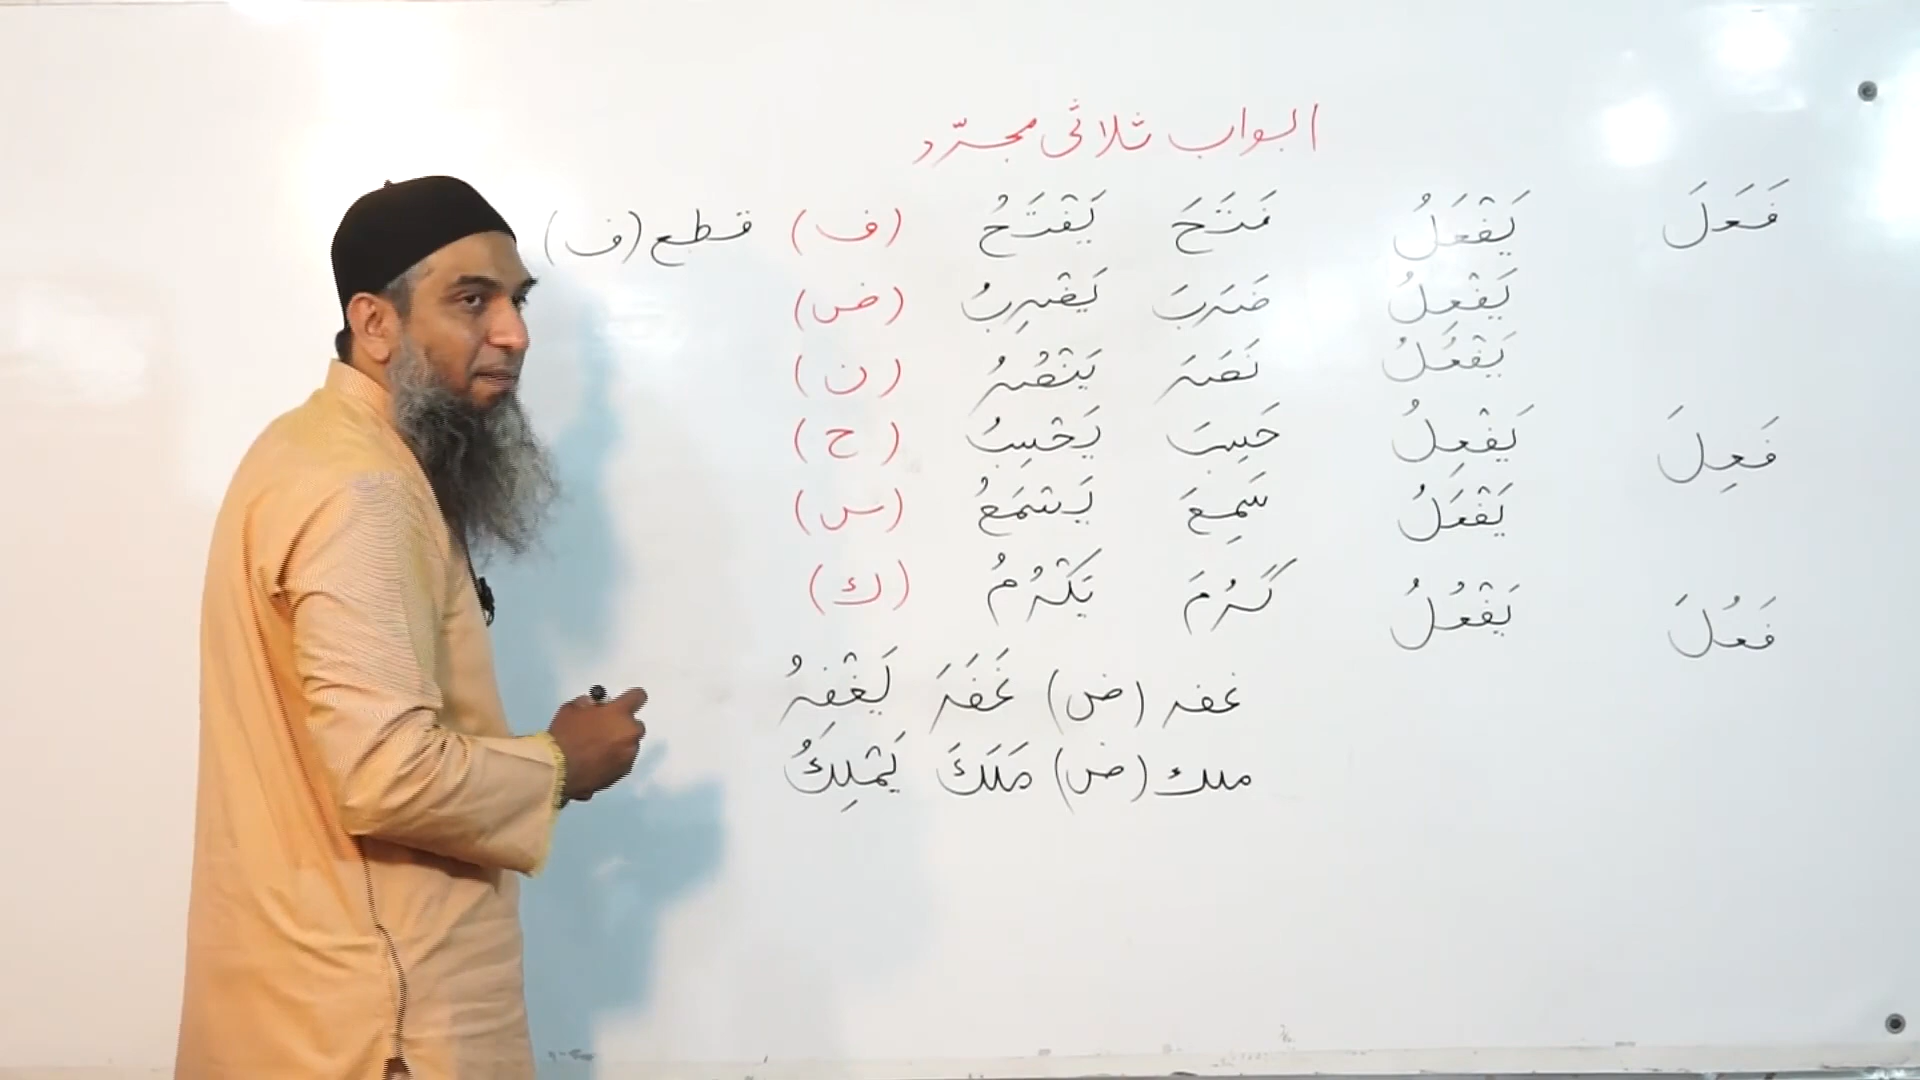 ابواب ثلاثی مجرّد
فَعَلَ يَفْعَلُ فَتَحَ يَفْتَحُ (ف) قطع (ف)
يَفْعِلُ ضَرَبَ يَضْرِبُ (ض)
يَفْعُلُ نَصَرَ يَنْصُرُ (ن)
فَعِلَ يَفْعِلُ حَسِبَ يَحْسِبُ (ح)
يَفْعَلُ سَمِعَ يَسْمَعُ (س)
فَعُلَ يَفْعُلُ كَرُمَ يَكْرُمُ (ك)
غفر (ض) غَفَرَ يَغْفِرُ
ملك (ض) مَلَكَ يَمْلِكُ